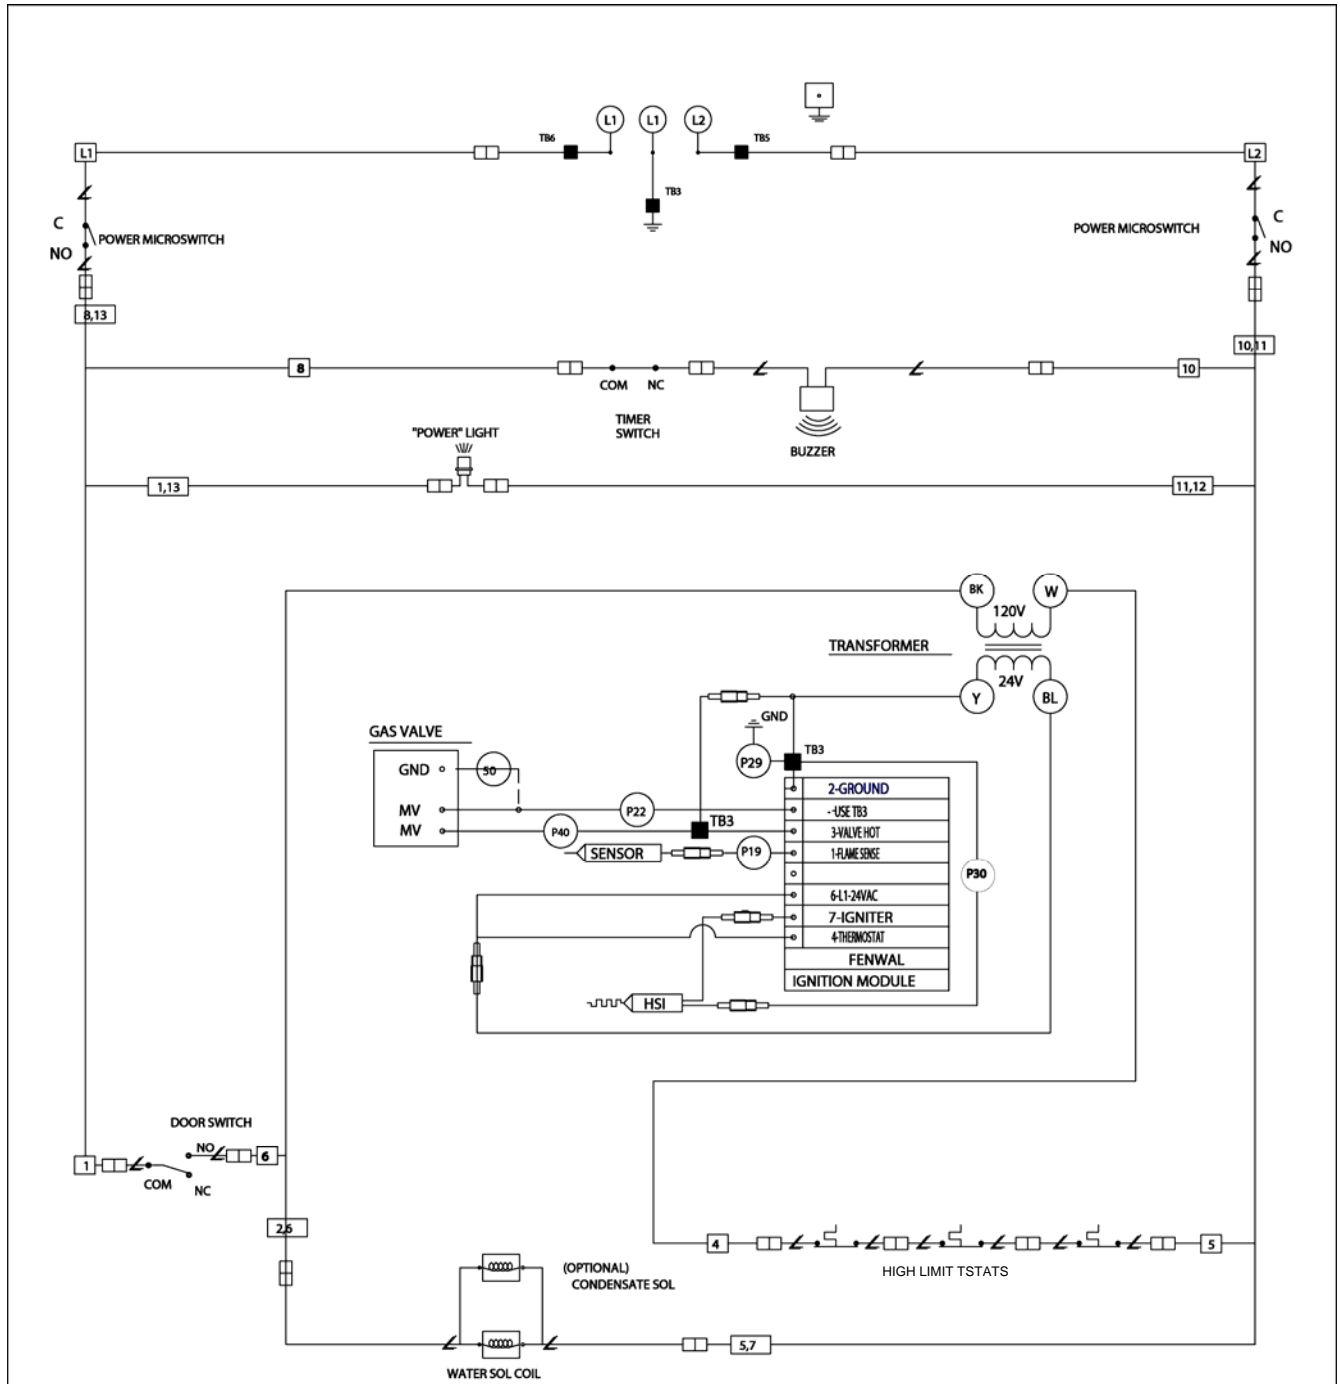 L1 L1 L2
TB6 TB5
L1 L2
TB3
C C
POWER MICROSWITCH POWER MICROSWITCH
NO NO
8,13
10,11
8 10
COM NC
TIMER
SWITCH
"POWER" LIGHT
BUZZER
1,13 11,12
BK W
120V
TRANSFORMER
24V
Y BL
GND
GAS VALVE
TB3
P29
GND 50
2-GROUND
MV P22 --USE TB3
TB3
MV P40 3-VALVE HOT
SENSOR P19 1-FLAME SENSE
P30
6-L1-24VAC
7-IGNITER
4-THERMOSTAT
FENWAL
IGNITION MODULE
HSI
DOOR SWITCH
NO 6
1
COM NC
2,6
4 5
HIGH LIMIT TSTATS
(OPTIONAL)
CONDENSATE SOL
5,7
WATER SOL COIL